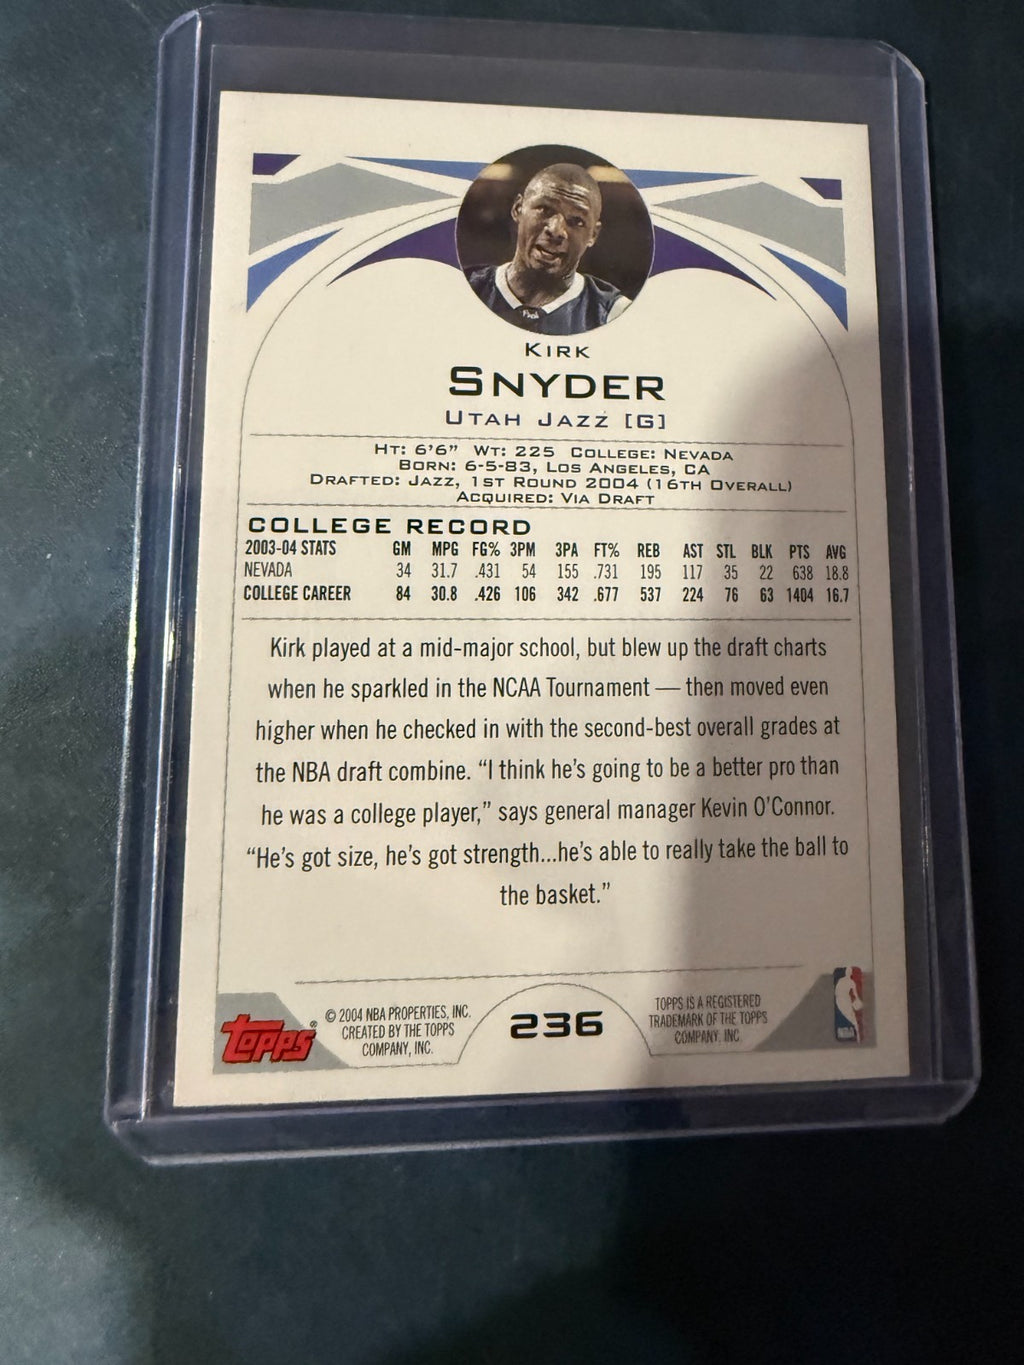 KIRK
SNYDER
UTAH JAZZ [G]
HT: 6'6" WT: 225 COLLEGE: NEVADA
BORN: 6-5-83, LOS ANGELES, CA
DRAFTED: JAZZ, 1ST ROUND 2004 (16TH OVERALL)
ACQUIRED: VIA DRAFT
COLLEGE RECORD
2003-04 STATS GM MPG FG% 3PM 3PA FT% REB AST STL BLK PTS AVG
NEVADA 34 31.7 .431 54 155 .731 195 117 35 22 638 18.8
COLLEGE CAREER 84 30.8 .426 106 342 .677 537 224 76 63 1404 16.7
Kirk played at a mid-major school, but blew up the draft charts
when he sparkled in the NCAA Tournament — then moved even
higher when he checked in with the second-best overall grades at
the NBA draft combine. “I think he's going to be a better pro than
he was a college player,” says general manager Kevin O'Connor.
“He's got size, he's got strength...he's able to really take the ball to
the basket.”
topps®
© 2004 NBA PROPERTIES, INC.
CREATED BY THE TOPPS
COMPANY, INC.
236
TOPPS IS A REGISTERED
TRADEMARK OF THE TOPPS
COMPANY, INC.
NBA